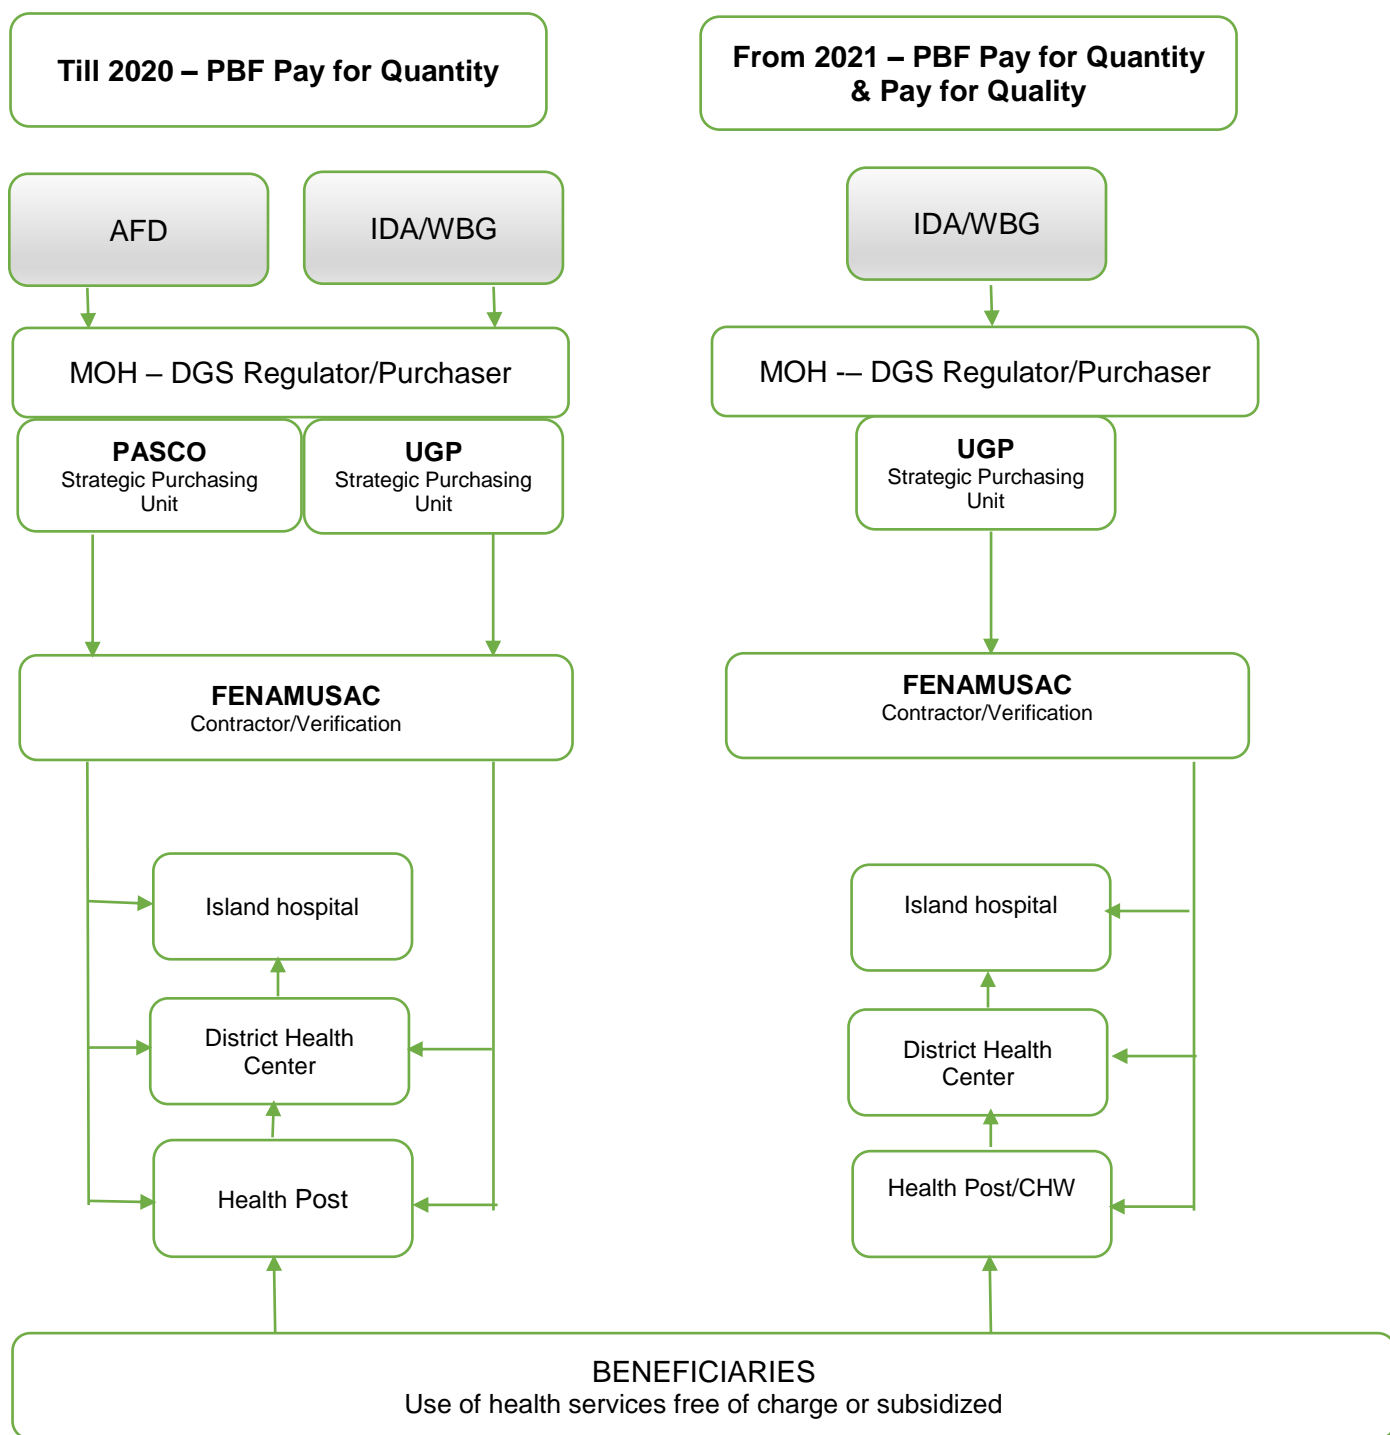 Till 2020 – PBF Pay for Quantity
From 2021 – PBF Pay for Quantity
& Pay for Quality
AFD
IDA/WBG
IDA/WBG
MOH – DGS Regulator/Purchaser
MOH -– DGS Regulator/Purchaser
PASCO
Strategic Purchasing
Unit
UGP
Strategic Purchasing
Unit
UGP
Strategic Purchasing
Unit
FENAMUSAC
Contractor/Verification
FENAMUSAC
Contractor/Verification
Island hospital
Island hospital
District Health
Center
District Health
Center
Health Post
Health Post/CHW
BENEFICIARIES
Use of health services free of charge or subsidized